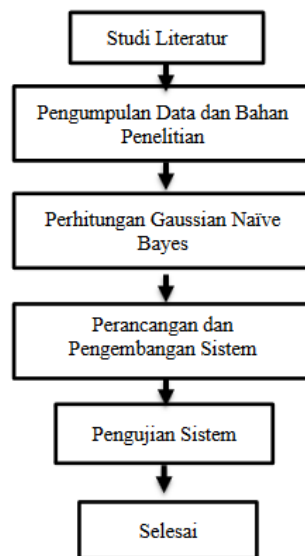 Studi Literatur
Pengumpulan Data dan Bahan
Penelitian
Perhitungan Gaussian Naïve
Bayes
Perancangan dan
Pengembangan Sistem
Pengujian Sistem
Selesai